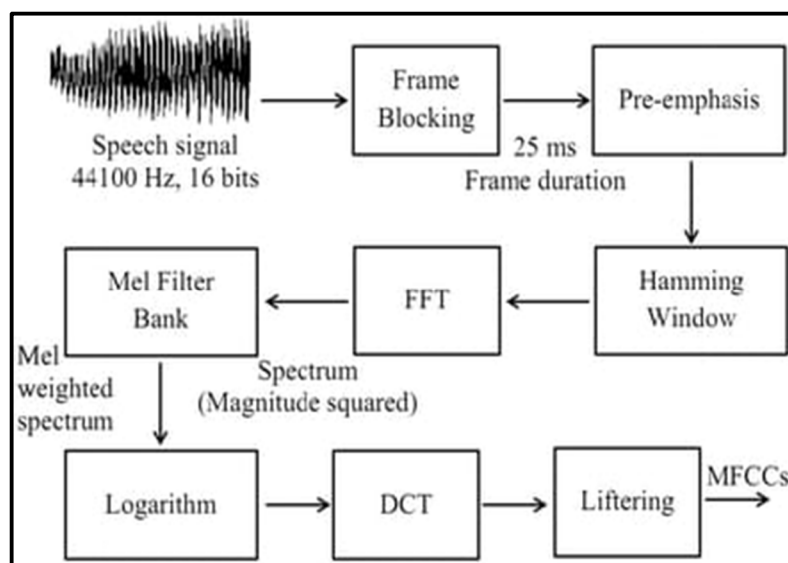 Speech signal
44100 Hz, 16 bits
Frame
Blocking
25 ms
Frame duration
Pre-emphasis
Hamming
Window
FFT
Spectrum
(Magnitude squared)
Mel Filter
Bank
Mel
weighted
spectrum
Logarithm
DCT
Liftering
MFCCs